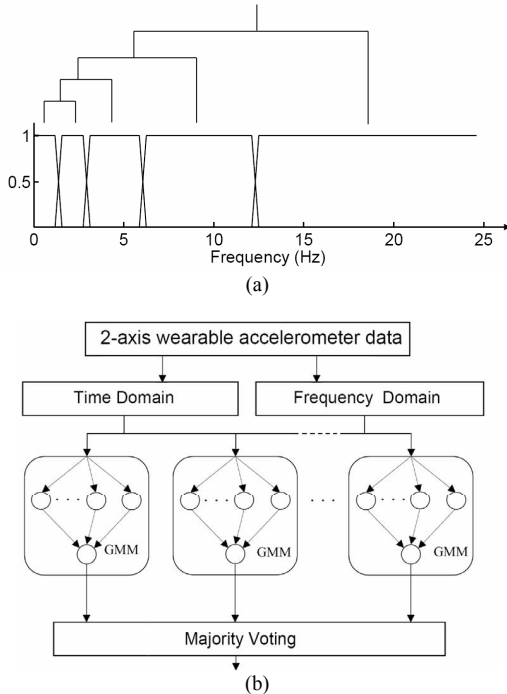 1
0.5
0 5 10 15 20 25
Frequency (Hz)
(a)
2-axis wearable accelerometer data
Time Domain Frequency Domain
GMM GMM GMM
Majority Voting
(b)